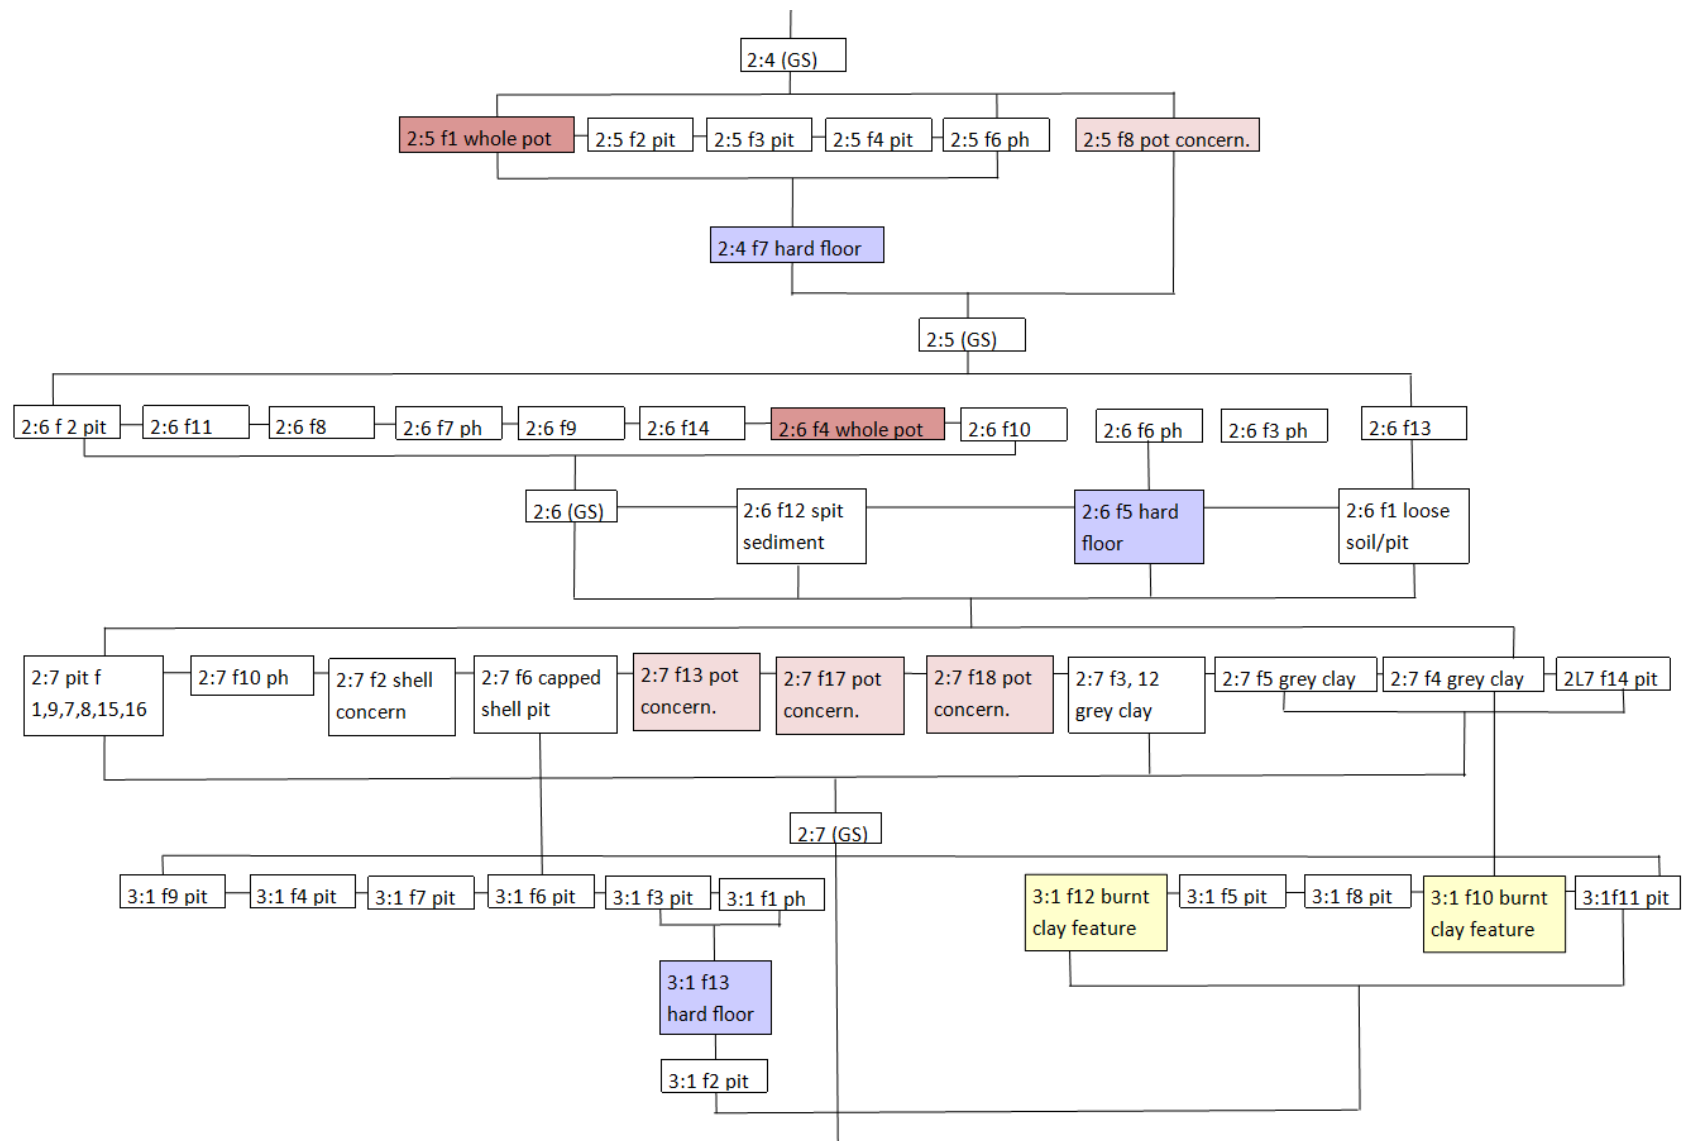 2:4 (GS)
2:5 f1 whole pot
2:5 f2 pit
2:5 f3 pit
2:5 f4 pit
2:5 f6 ph
2:5 f8 pot concern.
2:4 f7 hard floor
2:5 (GS)
2:6 f 2 pit
2:6 f11
2:6 f8
2:6 f7 ph
2:6 f9
2:6 f14
2:6 f4 whole pot
2:6 f10
2:6 f6 ph
2:6 f3 ph
2:6 f13
2:6 (GS)
2:6 f12 spit
sediment
2:6 f5 hard
floor
2:6 f1 loose
soil/pit
2:7 pit f
1,9,7,8,15,16
2:7 f10 ph
2:7 f2 shell
concern
2:7 f6 capped
shell pit
2:7 f13 pot
concern.
2:7 f17 pot
concern.
2:7 f18 pot
concern.
2:7 f3, 12
grey clay
2:7 f5 grey clay
2:7 f4 grey clay
2L7 f14 pit
2:7 (GS)
3:1 f9 pit
3:1 f4 pit
3:1 f7 pit
3:1 f6 pit
3:1 f3 pit
3:1 f1 ph
3:1 f12 burnt
clay feature
3:1 f5 pit
3:1 f8 pit
3:1 f10 burnt
clay feature
3:1f11 pit
3:1 f13
hard floor
3:1 f2 pit